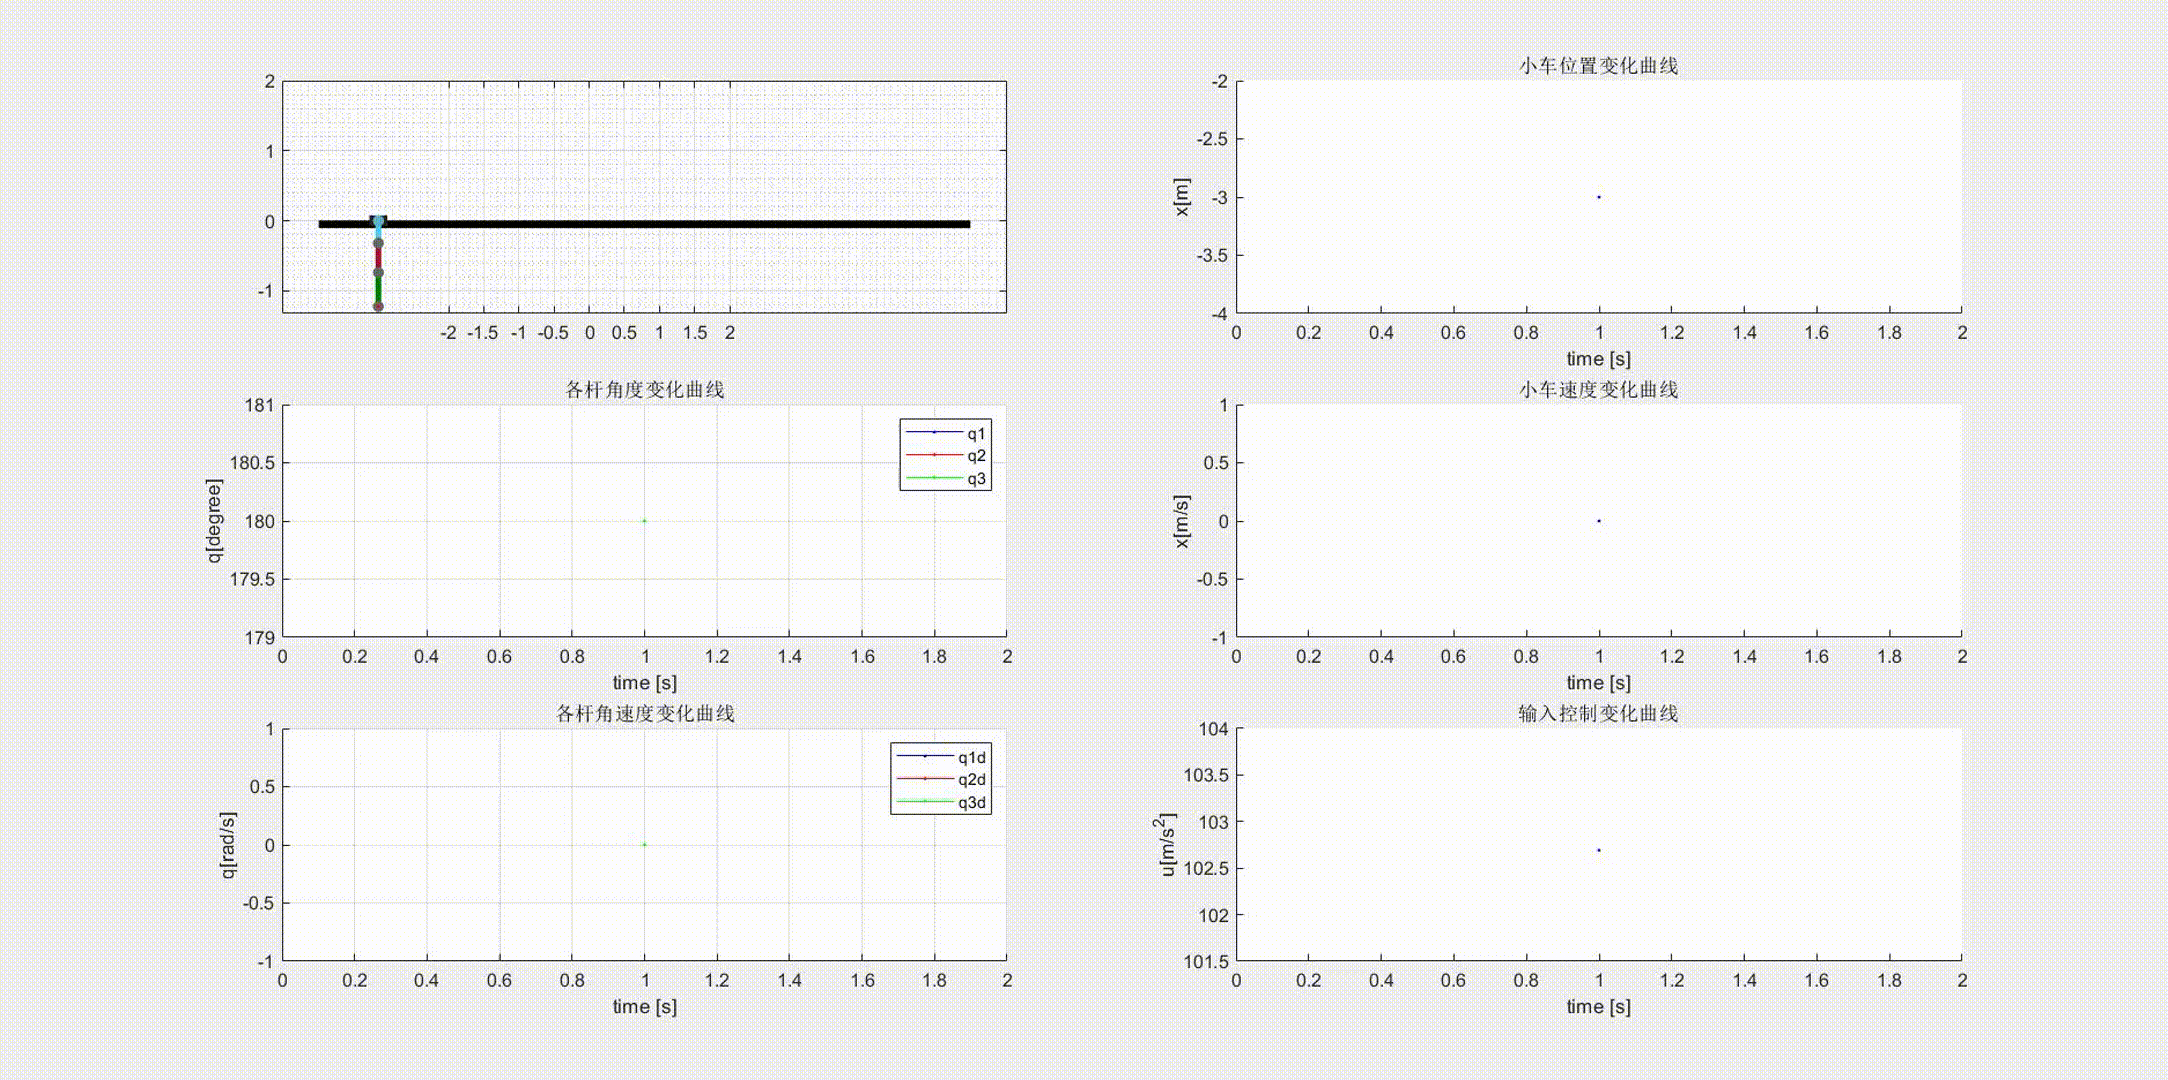 2
1
0
-1
-2 -1.5 -1 -0.5 0 0.5 1 1.5 2
小车位置变化曲线
x[m]
-2
-2.5
-3
-3.5
-4
0 0.2 0.4 0.6 0.8 1 1.2 1.4 1.6 1.8 2
time [s]
各杆角度变化曲线
q[degree]
181
180.5
180
179.5
179
q1
q2
q3
0 0.2 0.4 0.6 0.8 1 1.2 1.4 1.6 1.8 2
time [s]
小车速度变化曲线
x[m/s]
1
0.5
0
-0.5
-1
0 0.2 0.4 0.6 0.8 1 1.2 1.4 1.6 1.8 2
time [s]
各杆角速度变化曲线
q[rad/s]
1
0.5
0
-0.5
-1
q1d
q2d
q3d
0 0.2 0.4 0.6 0.8 1 1.2 1.4 1.6 1.8 2
time [s]
输入控制变化曲线
u[m/s²]
104
103.5
103
102.5
102
101.5
0 0.2 0.4 0.6 0.8 1 1.2 1.4 1.6 1.8 2
time [s]